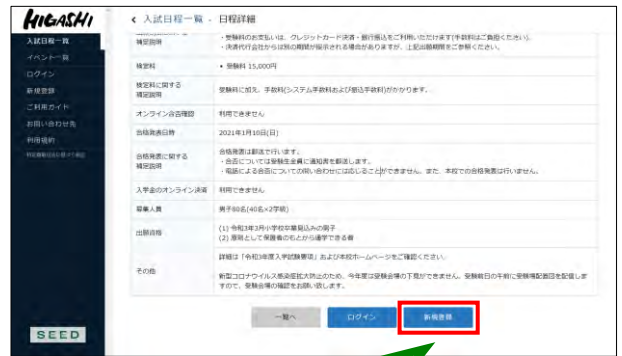 HIGASHI
入試日程一覧
イベント一覧
ログイン
新規登録
ご利用ガイド
お問い合わせ先
利用規約
SEED
入試日程一覧 - 日程詳細
補足説明
・受験料のお支払いは、クレジットカード決済・銀行振込をご利用いただけます(手数料はご負担ください)。
・決済代行会社からは別の期限が提示される場合がありますが、上記出願期間をご参照ください。
検定料
• 受験料 15,000円
検定料に関する
補足説明
受験料に加え、手数料(システム手数料および振込手数料)がかかります。
オンライン合否確認
利用できません
合格発表日時
2021年1月10日(日)
合格発表に関する
補足説明
合格発表は郵送で行います。
・合否については受験生全員に通知書を郵送します。
・電話による合否についての問い合わせには応じることができません。また、本校での合格発表は行いません。
入学金のオンライン決済
利用できません
募集人員
男子80名(40名×2学級)
出願資格
(1) 令和3年3月小学校卒業見込みの男子
(2) 原則として保護者のもとから通学できる者
その他
詳細は「令和3年度入学試験要項」および本校ホームページをご確認ください。
新型コロナウイルス感染症拡大防止のため、今年度は受験会場の下見ができません。受験前日の午前に受験場配置図を配信しま
すので、受験会場の確認をお願い致します。
一覧へ
ログイン
新規登録